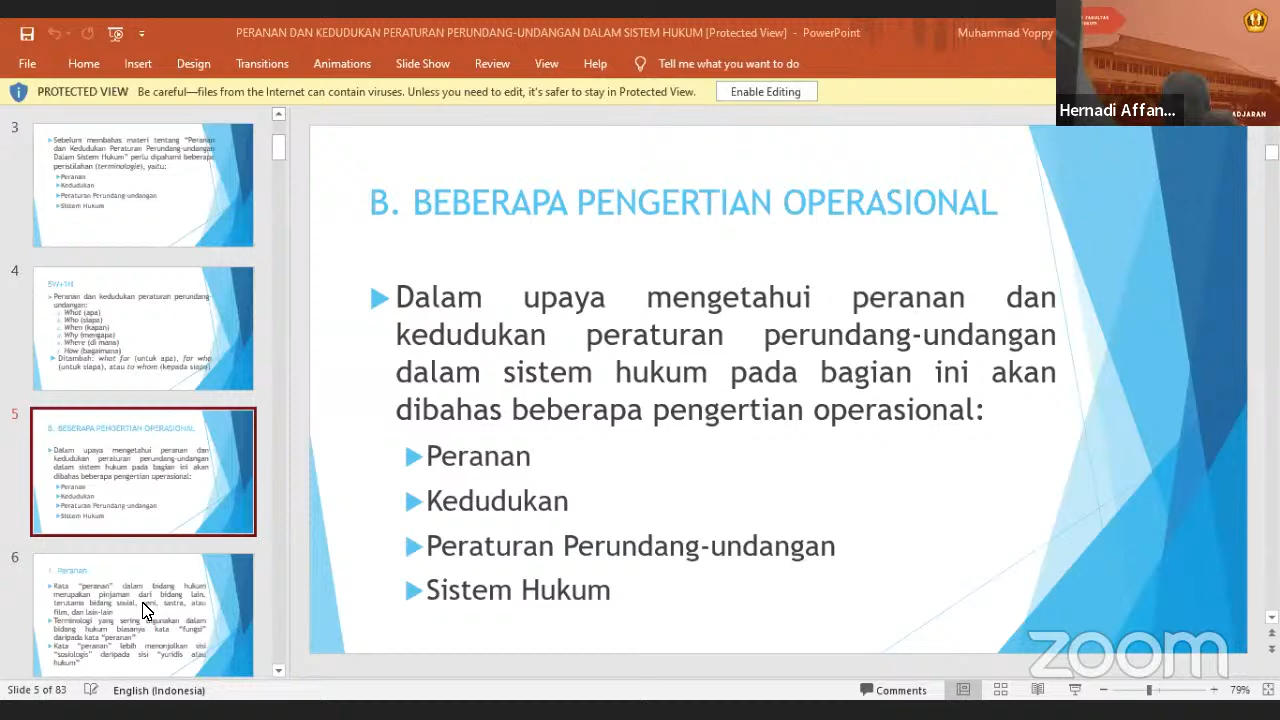 PERANAN DAN KEDUDUKAN PERATURAN PERUNDANG-UNDANGAN DALAM SISTEM HUKUM [Protected View] - PowerPoint
Muhammad Yoppy
File Home Insert Design Transitions Animations Slide Show Review View Help Tell me what you want to do
PROTECTED VIEW Be careful—files from the Internet can contain viruses. Unless you need to edit, it's safer to stay in Protected View. Enable Editing
FAKULTAS
Hernadi Affan...
ADJARAN
3
Sebelum membahas materi tentang "Peranan
dan Kedudukan Peraturan Perundang-undangan
Dalam Sistem Hukum" perlu dipahami beberapa
peristilahan (terminologie), yaitu:
Peranan
Kedudukan
Peraturan Perundang-undangan
Sistem Hukum
4
5W+1H
Peranan dan kedudukan peraturan perundang-
undangan:
What (apa)
Who (siapa)
When (kapan)
Why (mengapa)
Where (di mana)
How (bagaimana)
Ditambah: what for (untuk apa), for who
(untuk siapa), atau to whom (kepada siapa)
5
B. BEBERAPA PENGERTIAN OPERASIONAL
Dalam upaya mengetahui peranan dan
kedudukan peraturan perundang-undangan
dalam sistem hukum pada bagian ini akan
dibahas beberapa pengertian operasional:
Peranan
Kedudukan
Peraturan Perundang-undangan
Sistem Hukum
6
Peranan
Kata "peranan" dalam bidang hukum
merupakan pinjaman dari bidang lain,
terutama bidang sosial, seni, sastra, atau
film, dan lain-lain
Terminologi yang sering digunakan dalam
bidang hukum biasanya kata "fungsi"
daripada kata "peranan"
Kata "peranan" lebih menonjolkan sisi
"sosiologis" daripada sisi "yuridis atau
hukum"
B. BEBERAPA PENGERTIAN OPERASIONAL
Dalam upaya mengetahui peranan dan
kedudukan peraturan perundang-undangan
dalam sistem hukum pada bagian ini akan
dibahas beberapa pengertian operasional:
Peranan
Kedudukan
Peraturan Perundang-undangan
Sistem Hukum
zoom
Slide 5 of 83 English (Indonesia) Comments 79%